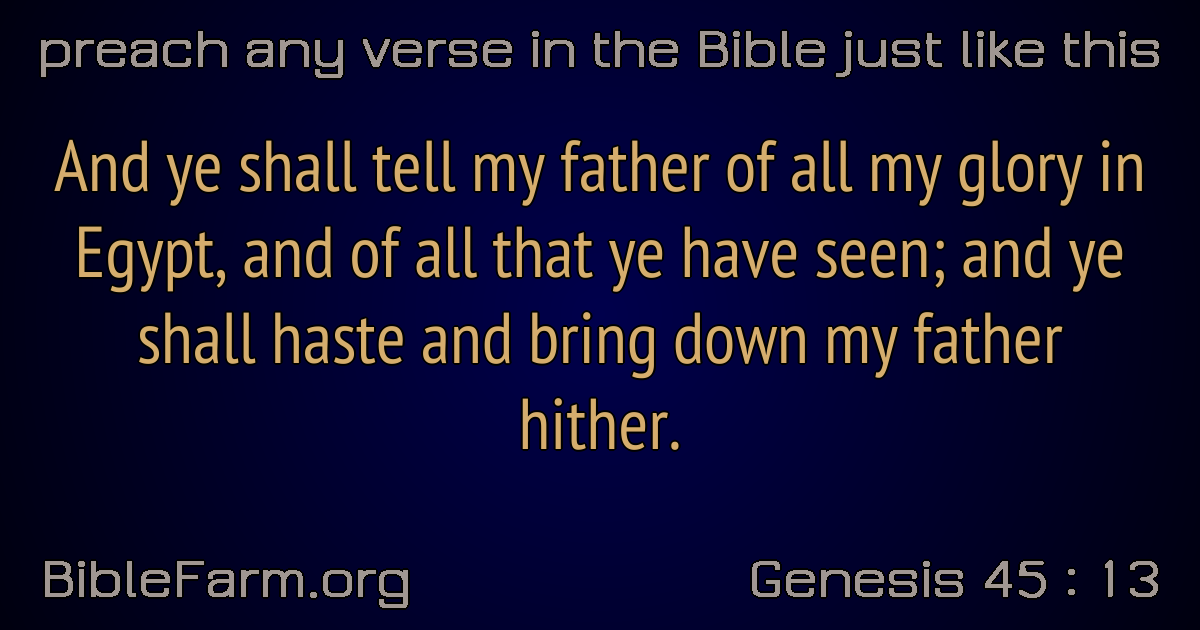 preach any verse in the Bible just like this
And ye shall tell my father of all my glory in
Egypt, and of all that ye have seen; and ye
shall haste and bring down my father
hither.
BibleFarm.org
Genesis 45 : 13